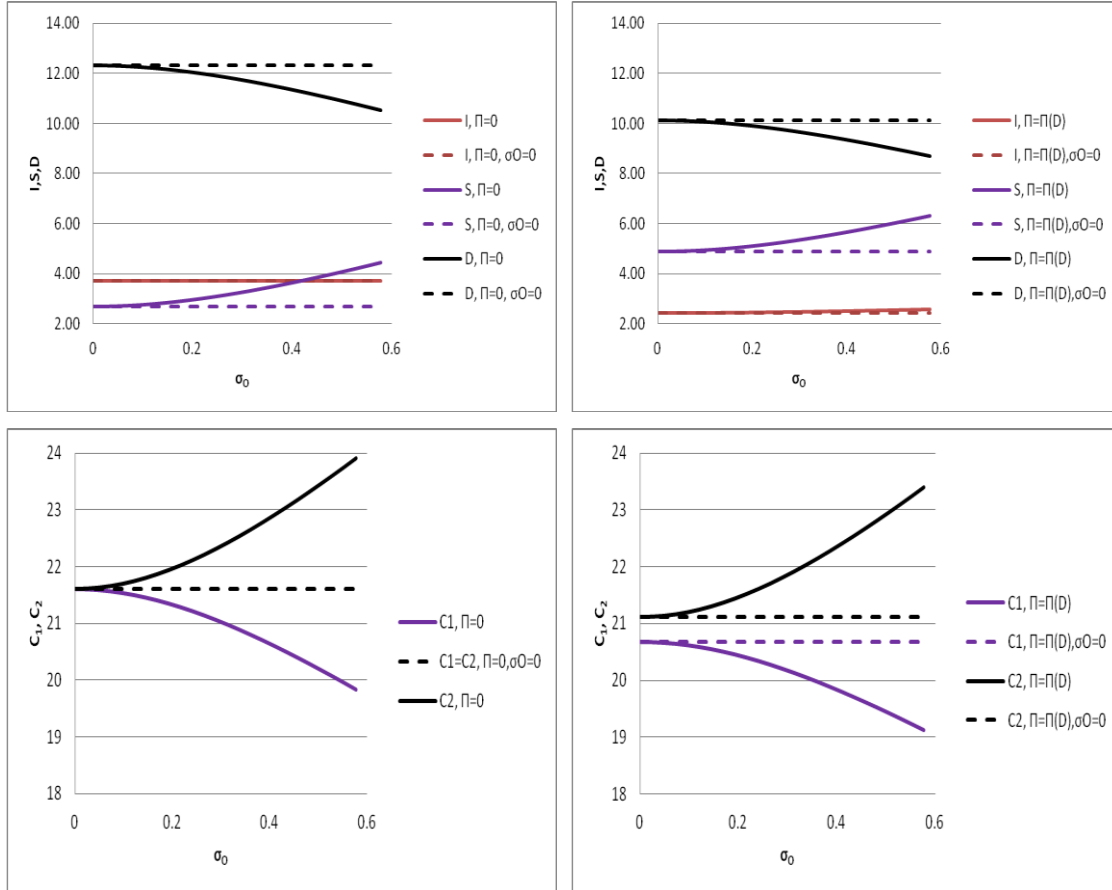 14.00
12.00
10.00
8.00
6.00
4.00
2.00
I,S,D
0
0.2
0.4
0.6
σ₀
I, Π=0
I, Π=0, σO=0
S, Π=0
S, Π=0, σO=0
D, Π=0
D, Π=0, σO=0
14.00
12.00
10.00
8.00
6.00
4.00
2.00
I,S,D
0
0.2
0.4
0.6
σ₀
I, Π=Π(D)
I, Π=Π(D),σO=0
S, Π=Π(D)
S, Π=Π(D),σO=0
D, Π=Π(D)
D, Π=Π(D),σO=0
24
23
22
21
20
19
18
C₁, C₂
0
0.2
0.4
0.6
σ₀
C1, Π=0
C1=C2, Π=0,σO=0
C2, Π=0
24
23
22
21
20
19
18
C₁, C₂
0
0.2
0.4
0.6
σ₀
C1, Π=Π(D)
C1, Π=Π(D),σO=0
C2, Π=Π(D)
C2, Π=Π(D),σO=0